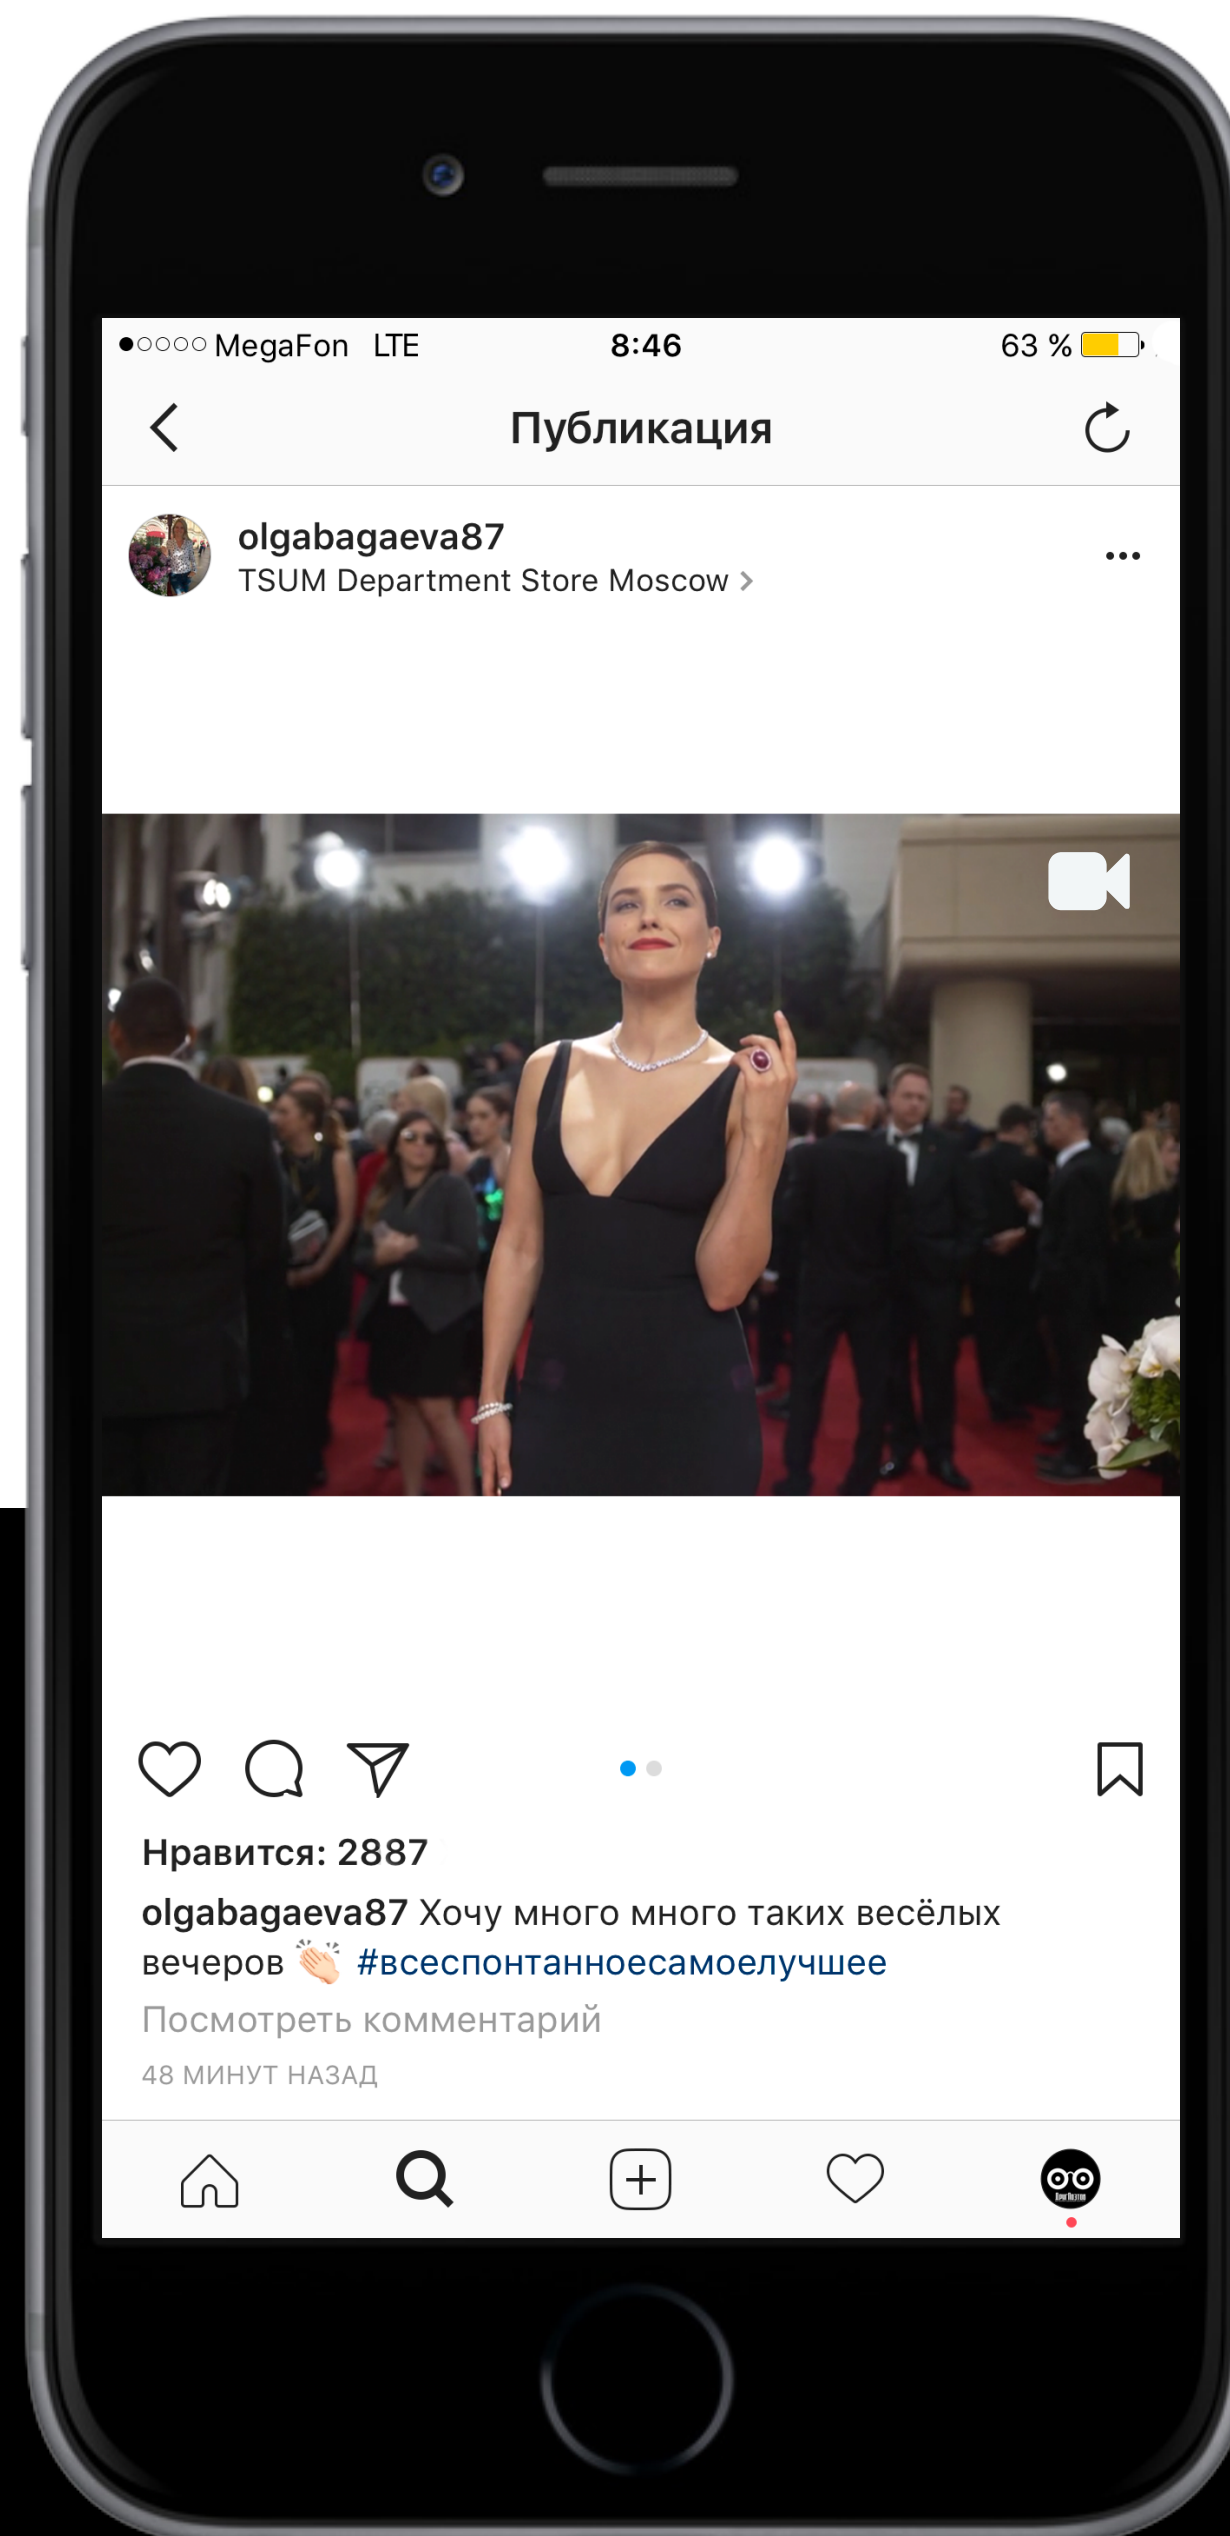 MegaFon LTE 8:46 63 %
Публикация
olgabagaeva87
TSUM Department Store Moscow
Нравится: 2887
olgabagaeva87 Хочу много много таких весёлых
вечеров 👏🏻 #всеспонтанноесамоелучшее
Посмотреть комментарий
48 МИНУТ НАЗАД